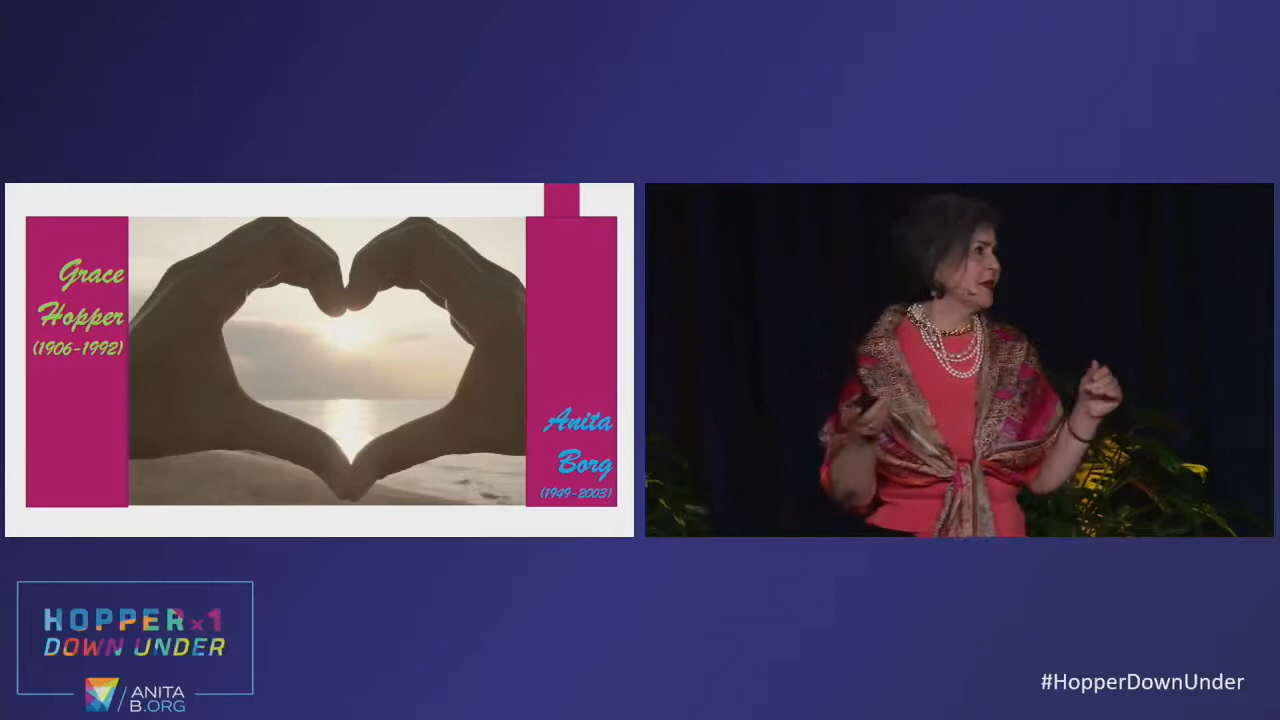 Grace
Hopper
(1906-1992)
Anita
Borg
(1949-2003)
HOPPER x1
DOWN UNDER
ANITA
B.ORG
#HopperDownUnder